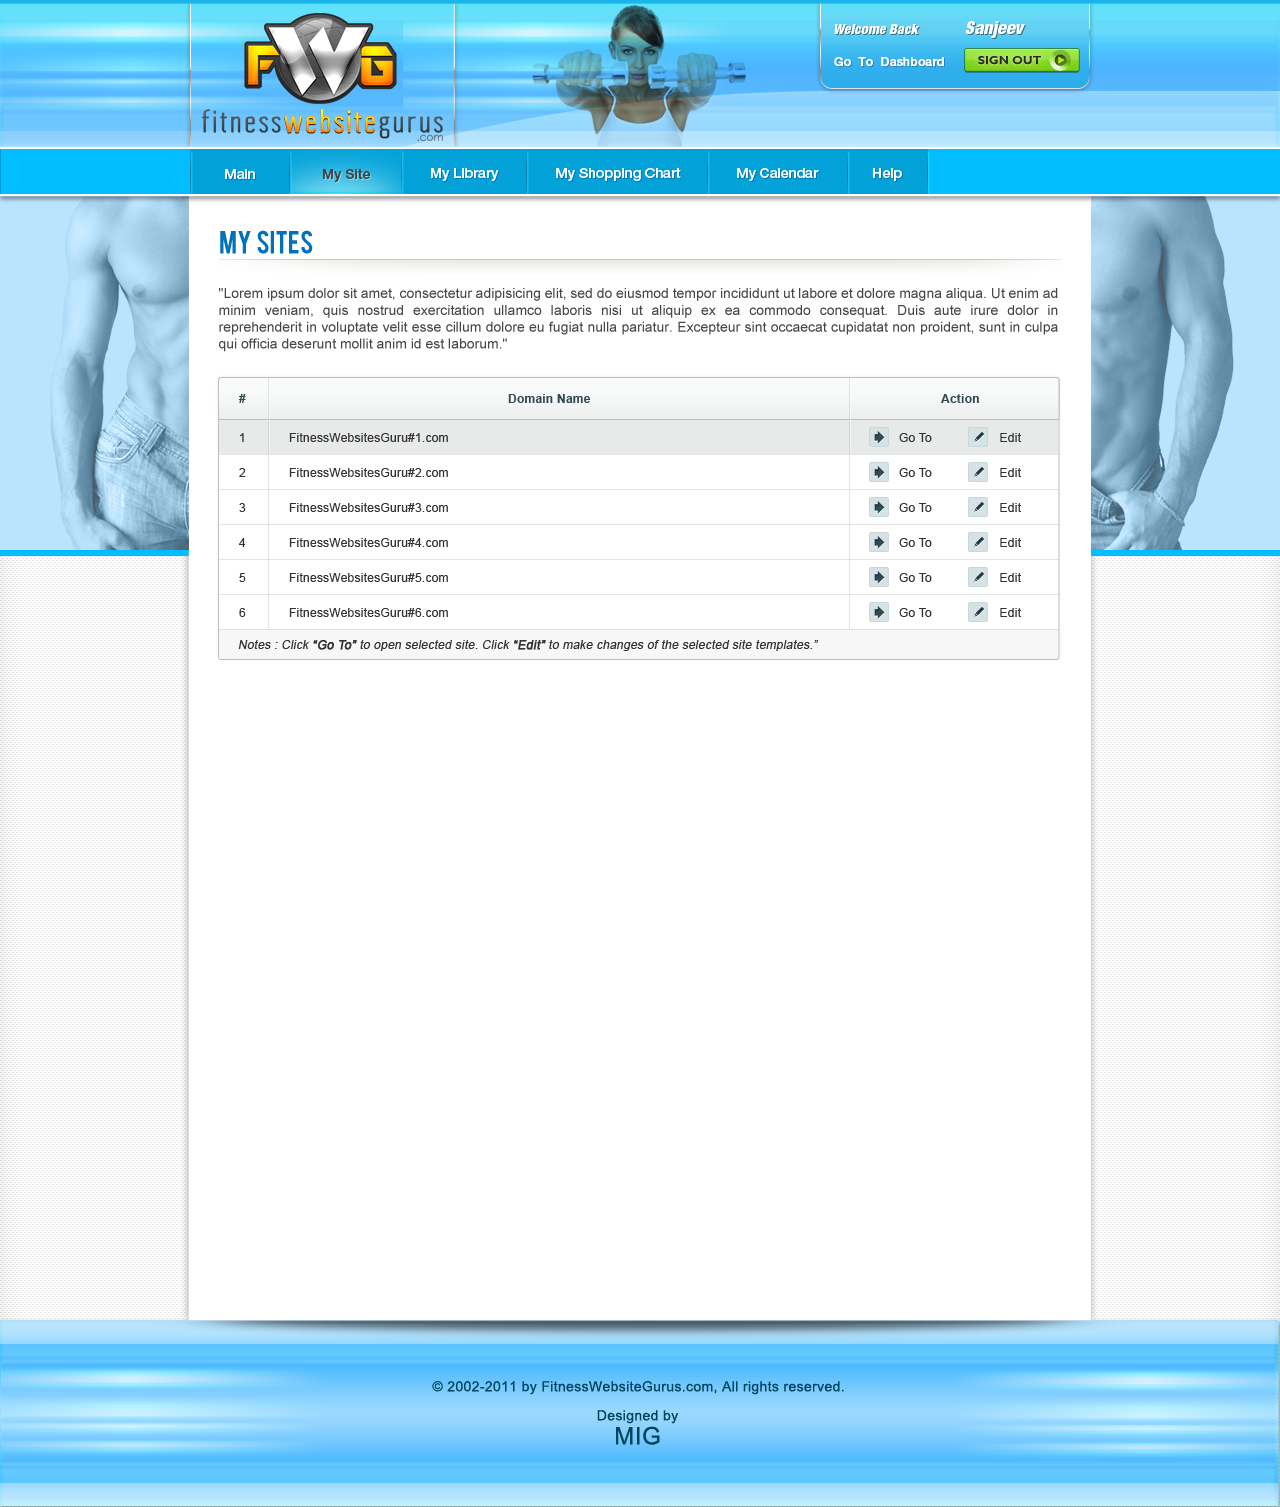 FWG
fitnesswebsitegurus
.com
Welcome Back Sanjeev
Go To Dashboard SIGN OUT
Main My Site My Library My Shopping Chart My Calendar Help
MY SITES
"Lorem ipsum dolor sit amet, consectetur adipisicing elit, sed do eiusmod tempor incididunt ut labore et dolore magna aliqua. Ut enim ad
minim veniam, quis nostrud exercitation ullamco laboris nisi ut aliquip ex ea commodo consequat. Duis aute irure dolor in
reprehenderit in voluptate velit esse cillum dolore eu fugiat nulla pariatur. Excepteur sint occaecat cupidatat non proident, sunt in culpa
qui officia deserunt mollit anim id est laborum."
# Domain Name Action
1 FitnessWebsitesGuru#1.com Go To Edit
2 FitnessWebsitesGuru#2.com Go To Edit
3 FitnessWebsitesGuru#3.com Go To Edit
4 FitnessWebsitesGuru#4.com Go To Edit
5 FitnessWebsitesGuru#5.com Go To Edit
6 FitnessWebsitesGuru#6.com Go To Edit
Notes : Click “Go To” to open selected site. Click “Edit” to make changes of the selected site templates.”
© 2002-2011 by FitnessWebsiteGurus.com, All rights reserved.
Designed by
MIG